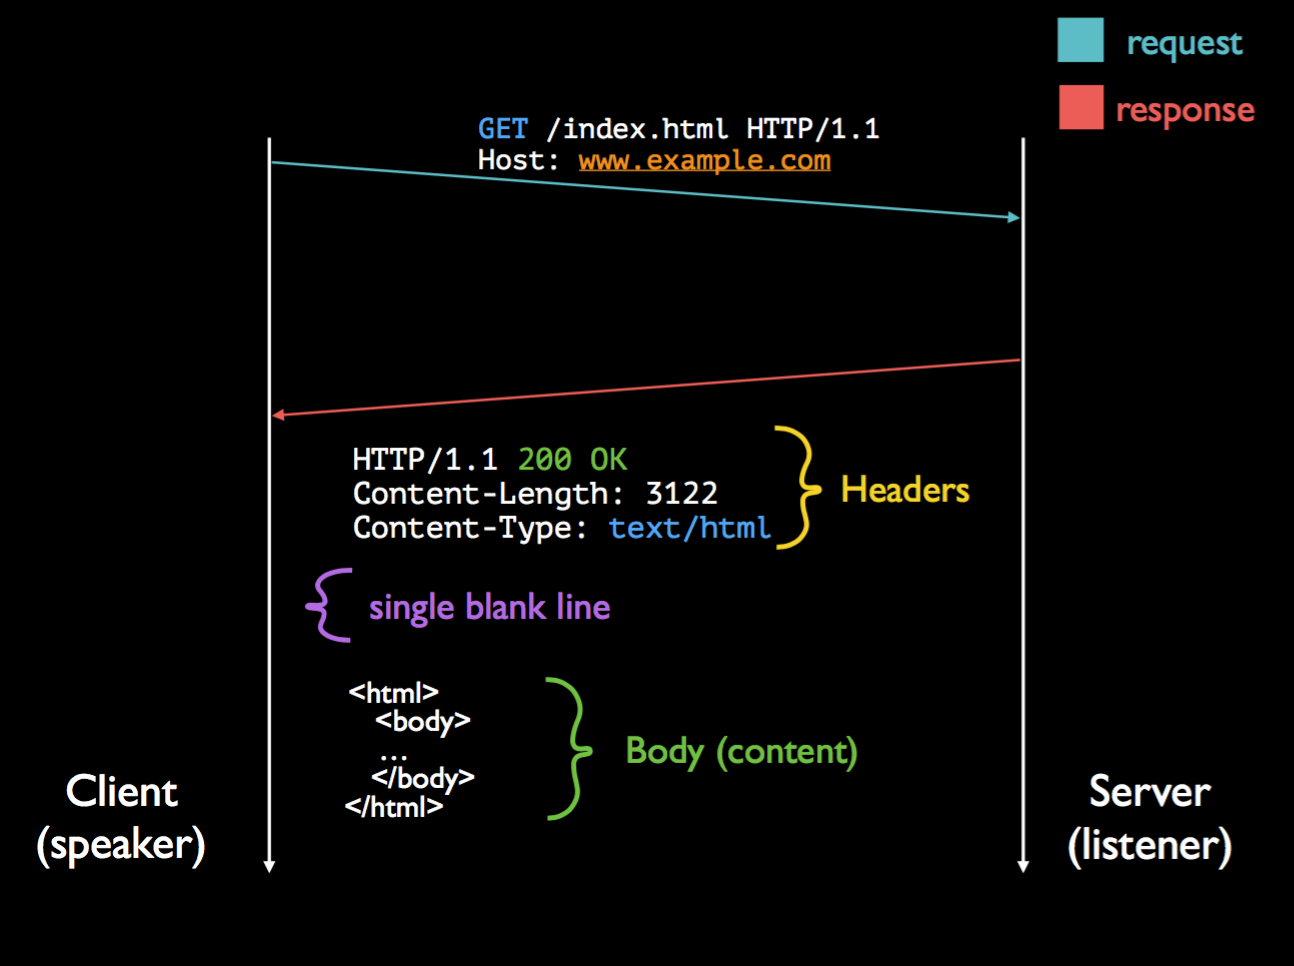 request
response
GET /index.html HTTP/1.1
Host: www.example.com
HTTP/1.1 200 OK
Content-Length: 3122
Content-Type: text/html
Headers
single blank line
<html>
<body>
...
</body>
</html>
Body (content)
Client
(speaker)
Server
(listener)